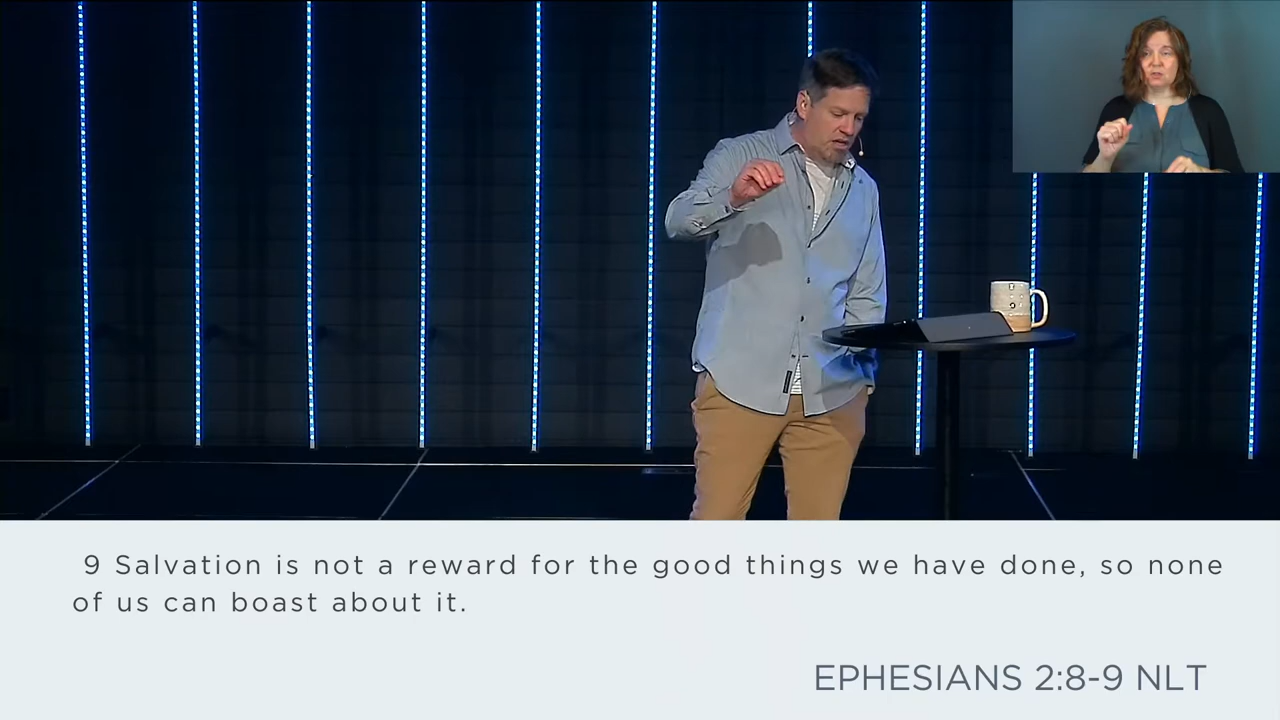 9 Salvation is not a reward for the good things we have done, so none
of us can boast about it.
EPHESIANS 2:8-9 NLT